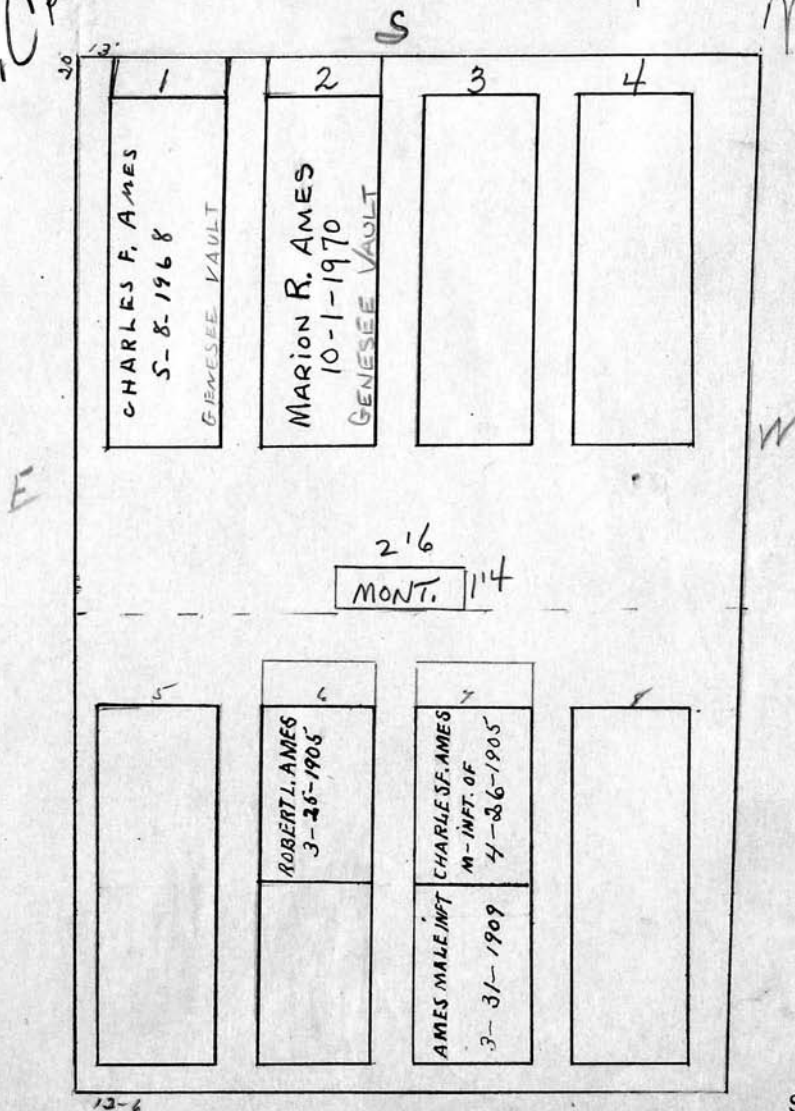 S
20
13'
1
2
3
4
CHARLES F. AMES
5-8-1968
GENESEE VAULT
MARION R. AMES
10-1-1970
GENESEE VAULT
E
W
2'6
MONT.
1'4
5
6
7
8
ROBERT L. AMES
3-25-1905
CHARLES F. AMES
M-INFT. OF
4-26-1905
AMES MALE INFT
3-31-1909
12-6